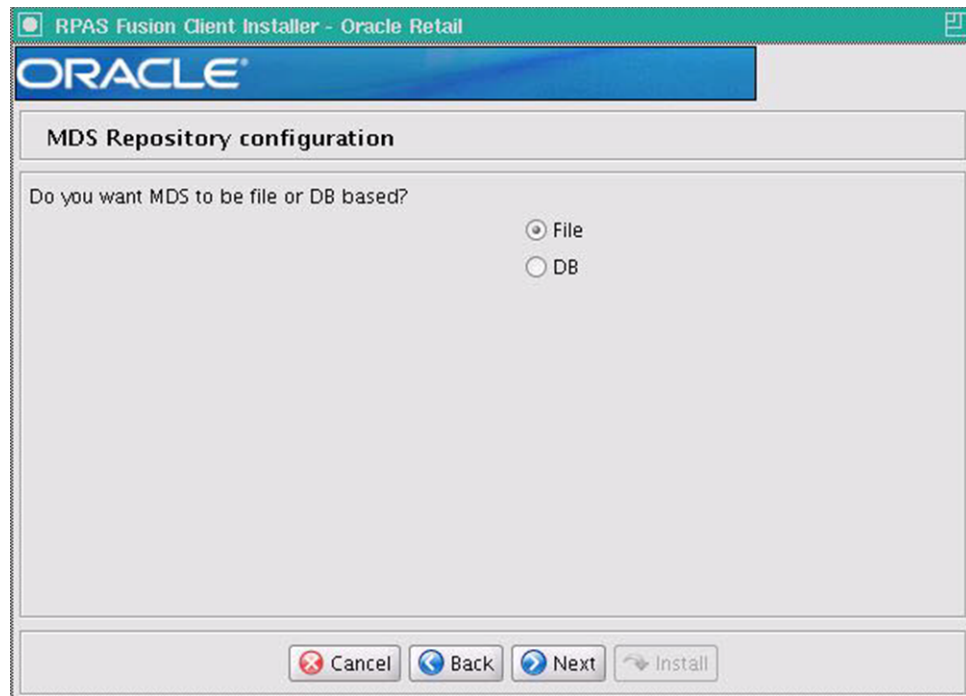 RPAS Fusion Client Installer - Oracle Retail
ORACLE®
MDS Repository configuration
Do you want MDS to be file or DB based?
File
DB
Cancel Back Next Install